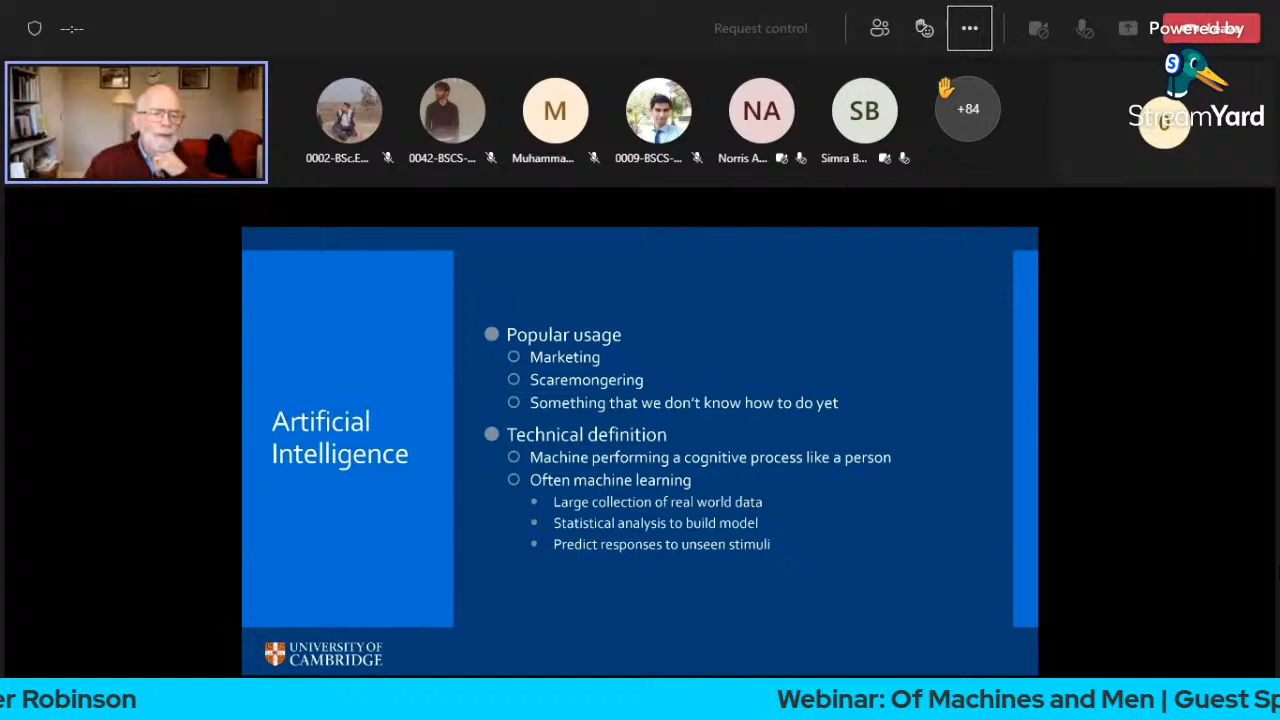 --:--
Request control
Powered by
StreamYard
M
NA
SB
+84
0002-BSc.E...
0042-BSCS-...
Muhamma...
0009-BSCS-...
Norris A...
Simra B...
Artificial
Intelligence
Popular usage
Marketing
Scaremongering
Something that we don't know how to do yet
Technical definition
Machine performing a cognitive process like a person
Often machine learning
Large collection of real world data
Statistical analysis to build model
Predict responses to unseen stimuli
UNIVERSITY OF
CAMBRIDGE
er Robinson
Webinar: Of Machines and Men | Guest Sp